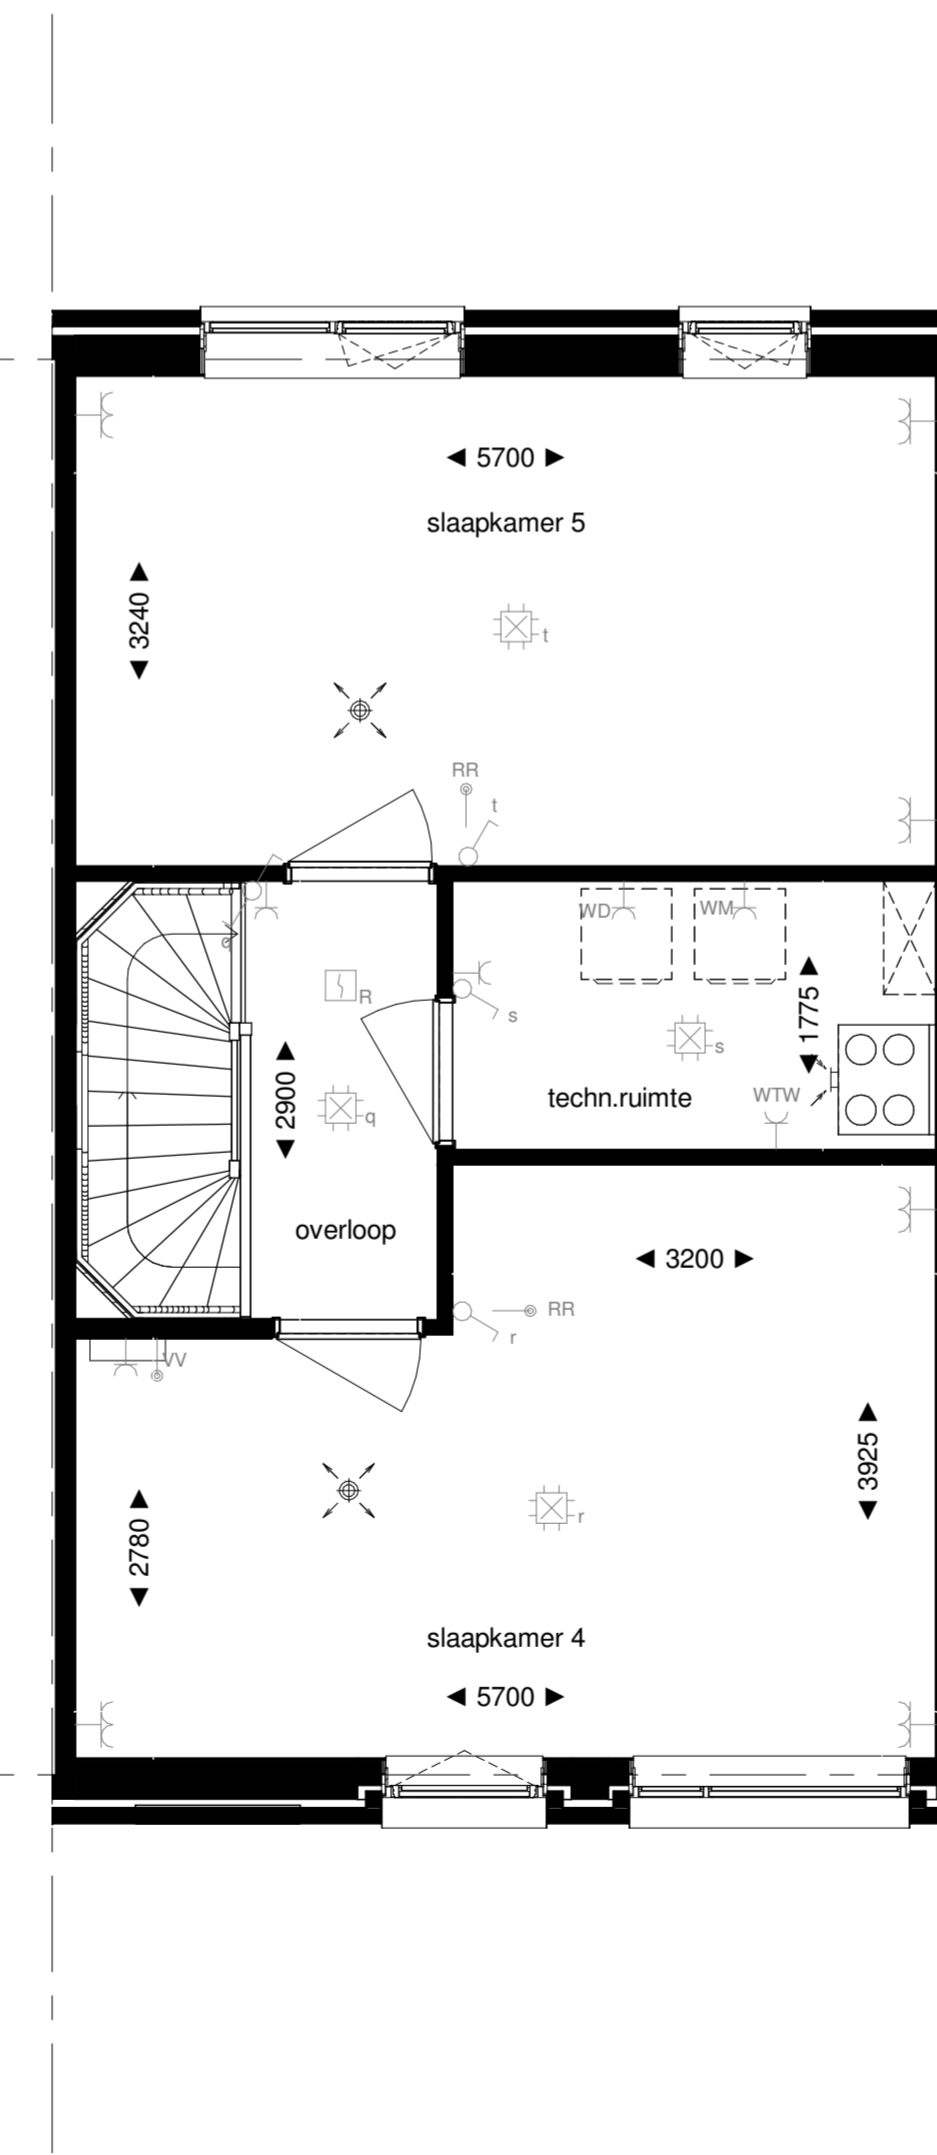 5700
slaapkamer 5
3240
t
RR
t
WD
WM
q
R
s
1775
s
2900
q
techn.ruimte
WTW
overloop
3200
RR
r
VV
3925
2780
r
slaapkamer 4
5700